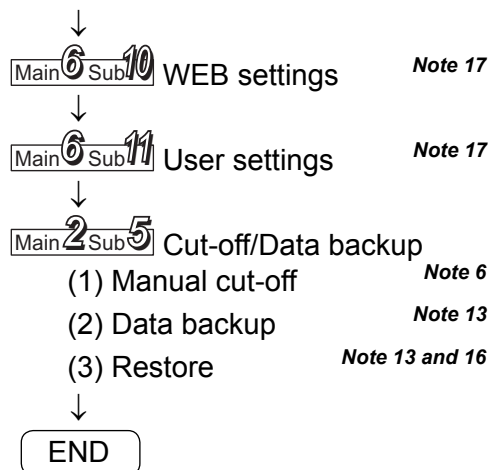 ↓
Main 6 Sub 10 WEB settings Note 17
↓
Main 6 Sub 11 User settings Note 17
↓
Main 2 Sub 5 Cut-off/Data backup
(1) Manual cut-off Note 6
(2) Data backup Note 13
(3) Restore Note 13 and 16
↓
END